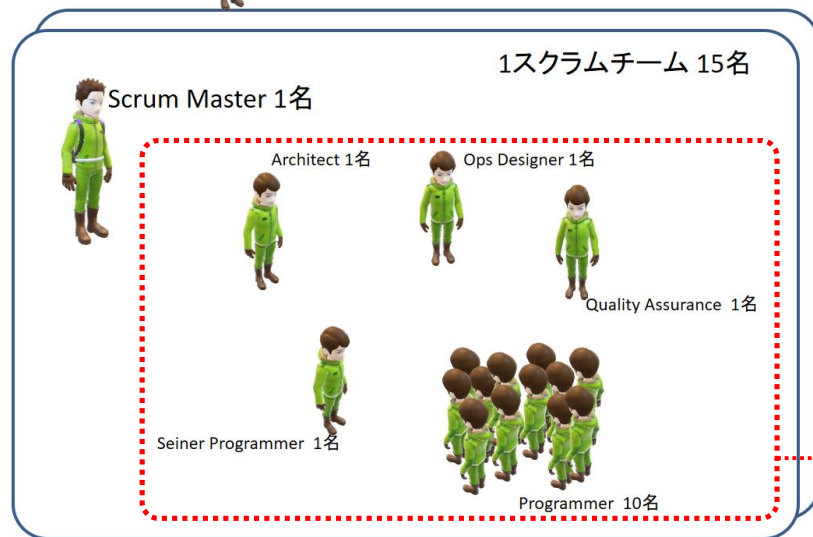 1スクラムチーム 15名
Scrum Master 1名
Architect 1名
Ops Designer 1名
Quality Assurance 1名
Seiner Programmer 1名
Programmer 10名